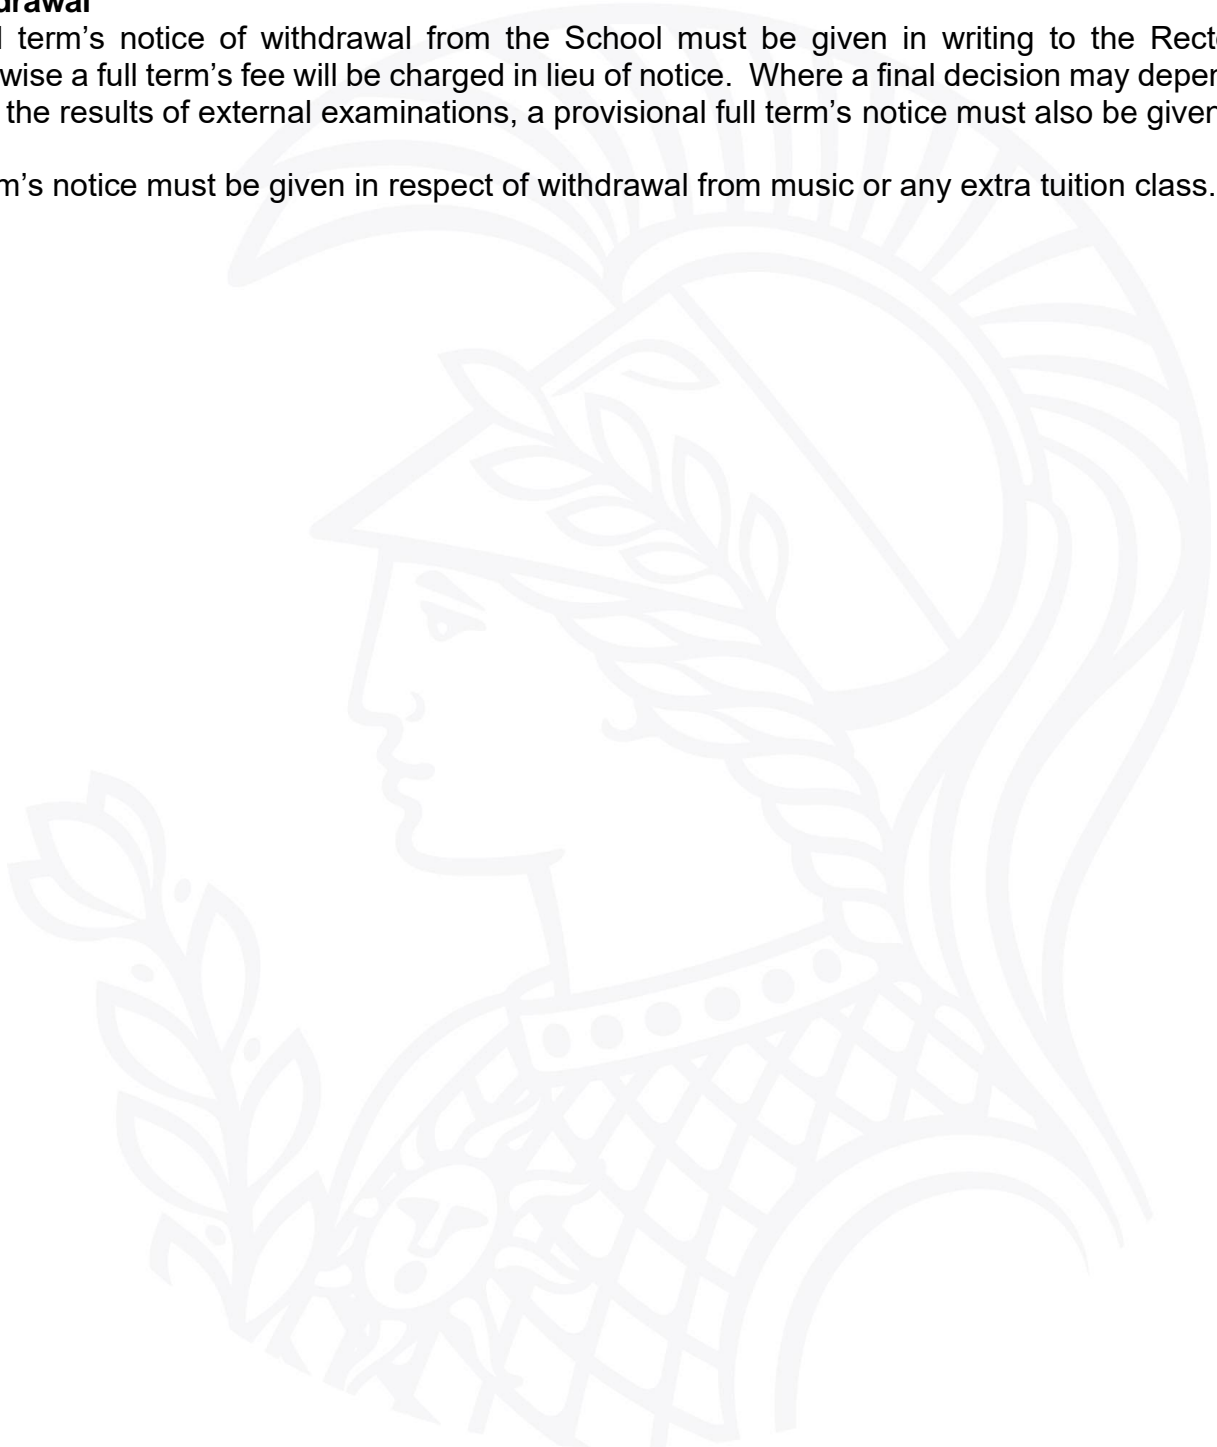 drawal
l term’s notice of withdrawal from the School must be given in writing to the Recto
wise a full term’s fee will be charged in lieu of notice. Where a final decision may depen
the results of external examinations, a provisional full term’s notice must also be given
m’s notice must be given in respect of withdrawal from music or any extra tuition class.